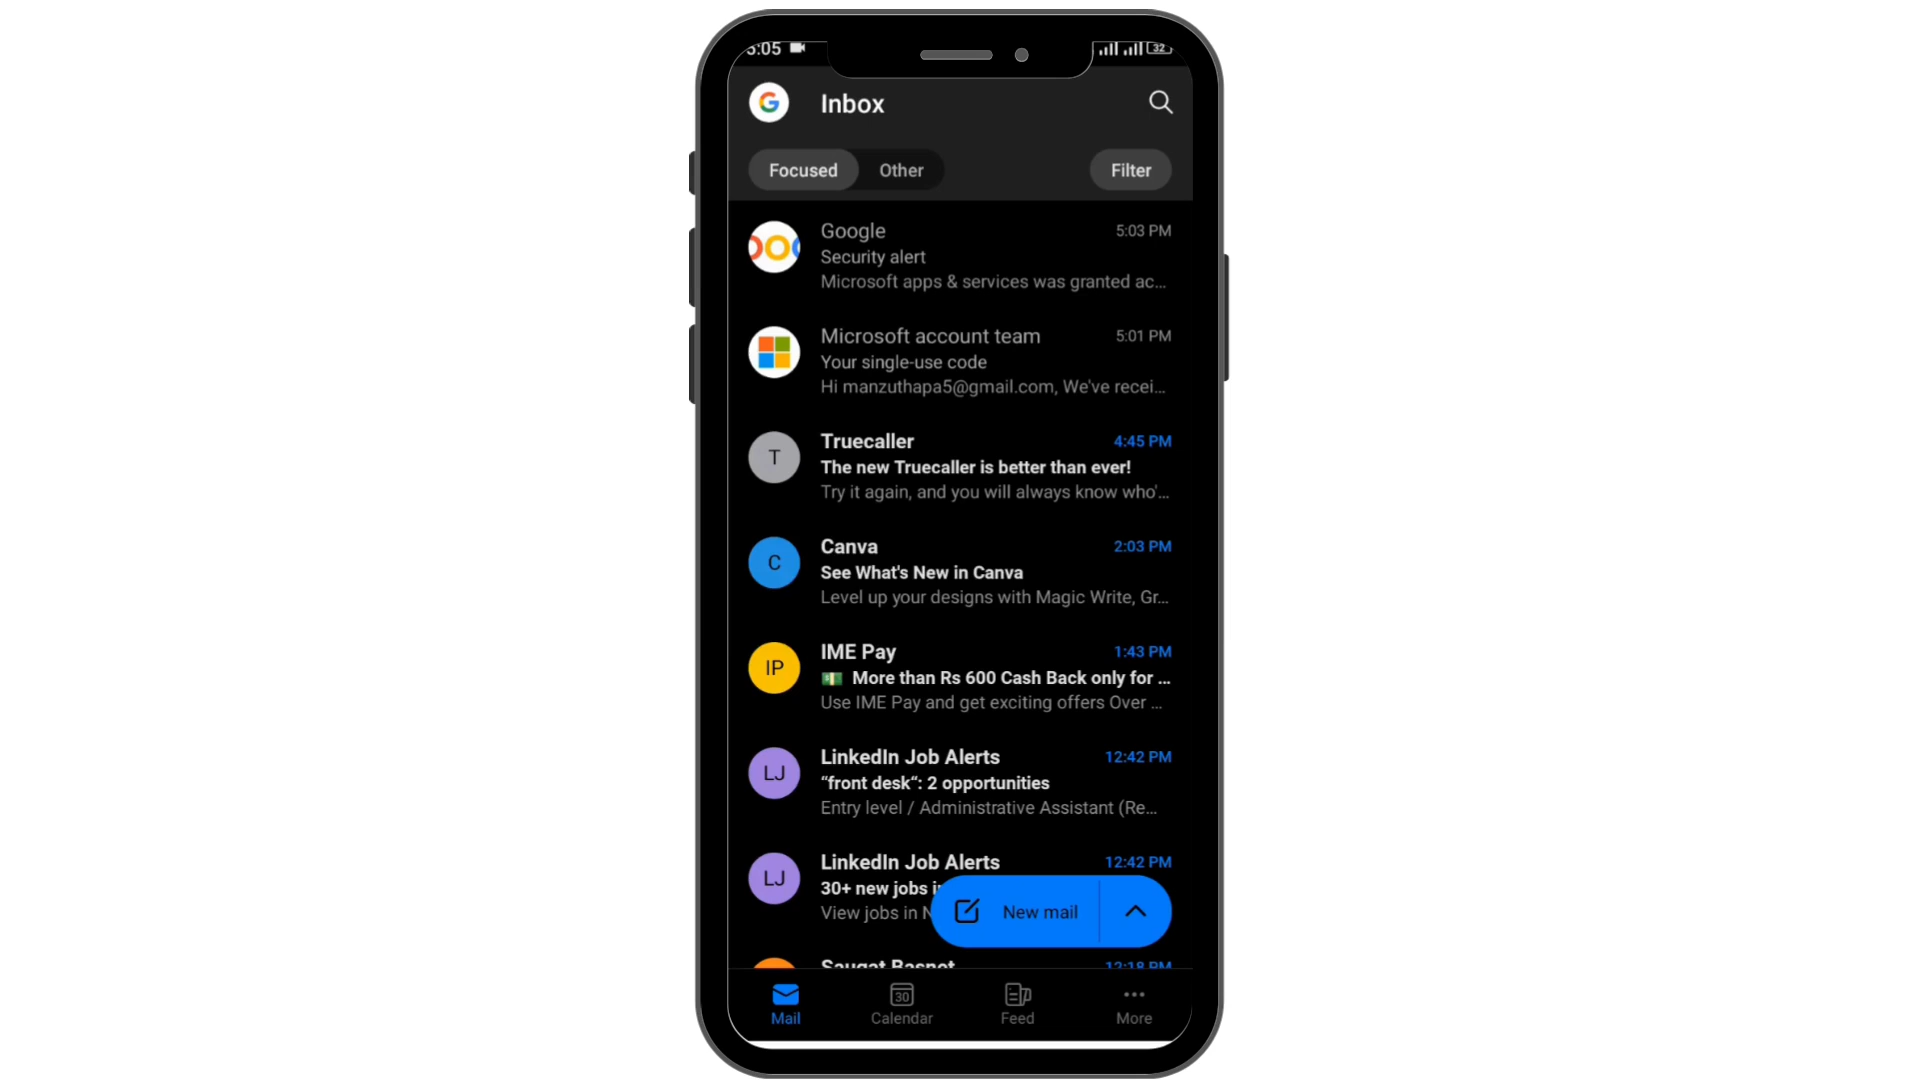 5:05
32
G
Inbox
Focused
Other
Filter
Google
5:03 PM
Security alert
Microsoft apps & services was granted ac...
Microsoft account team
5:01 PM
Your single-use code
Hi manzuthapa5@gmail.com, We've recei...
T
Truecaller
4:45 PM
The new Truecaller is better than ever!
Try it again, and you will always know who'...
C
Canva
2:03 PM
See What's New in Canva
Level up your designs with Magic Write, Gr...
IP
IME Pay
1:43 PM
More than Rs 600 Cash Back only for ...
Use IME Pay and get exciting offers Over ...
LJ
LinkedIn Job Alerts
12:42 PM
“front desk“: 2 opportunities
Entry level / Administrative Assistant (Re...
LJ
LinkedIn Job Alerts
12:42 PM
30+ new jobs i
View jobs in N
New mail
Saugat Basnet
12:18 PM
Mail
30
Calendar
Feed
More